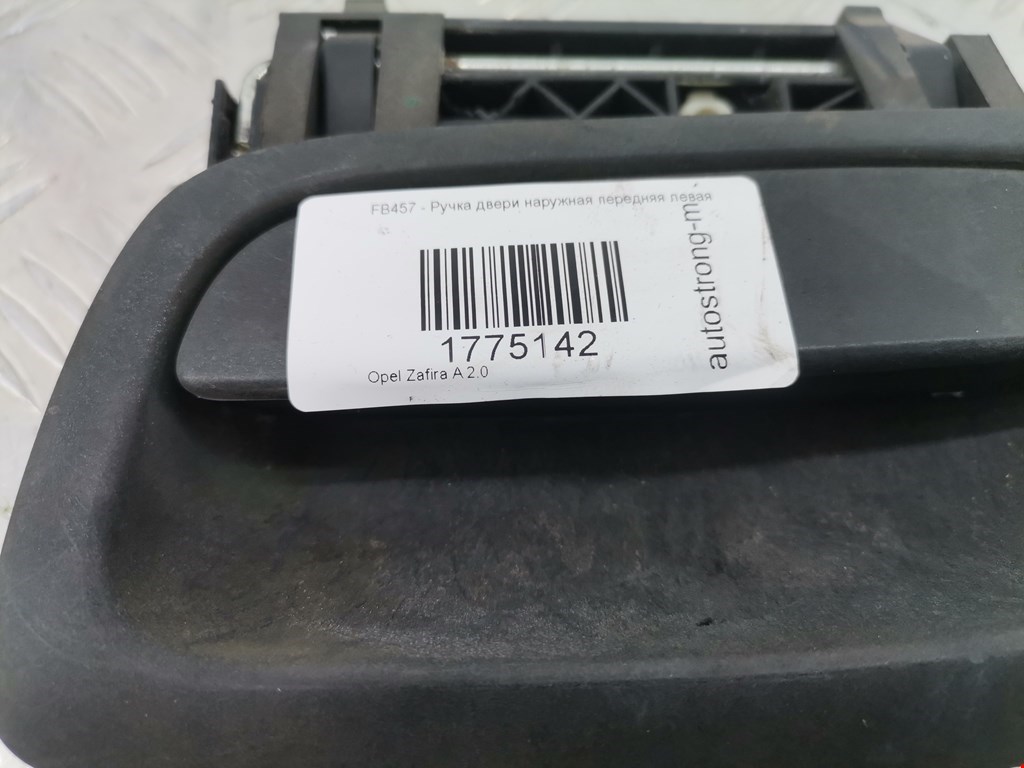 FB457 - Ручка двери наружная передняя левая
1775142
Opel Zafira A 2.0
autostrong-m